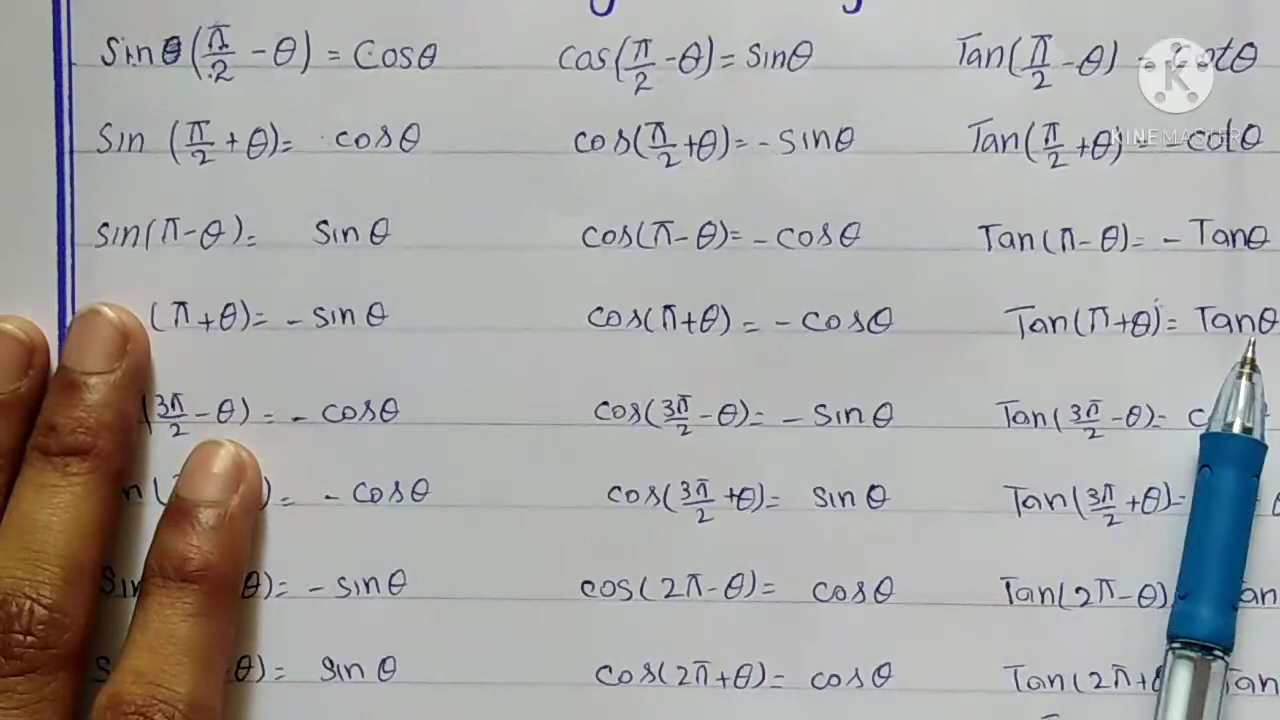 Sinθ(π/2 - θ) = Cosθ cos(π/2 - θ) = sinθ Tan(π/2 - θ) cotθ
Sin (π/2 + θ) = cosθ cos(π/2 + θ) = - sinθ Tan(π/2 + θ) = - cotθ
KINEMASTER
sin(π - θ) = sinθ cos(π - θ) = - cosθ Tan(π - θ) = - Tanθ
(π + θ) = - sinθ cos(π + θ) = - cosθ Tan(π + θ) = Tanθ
(3π/2 - θ) = - cosθ cos(3π/2 - θ) = - sinθ Tan(3π/2 - θ) =
) = - cosθ cos(3π/2 + θ) = sinθ Tan(3π/2 + θ) =
θ) = - sinθ cos(2π - θ) = cosθ Tan(2π - θ)
θ) = sinθ cos(2π + θ) = cosθ Tan(2π + Tan